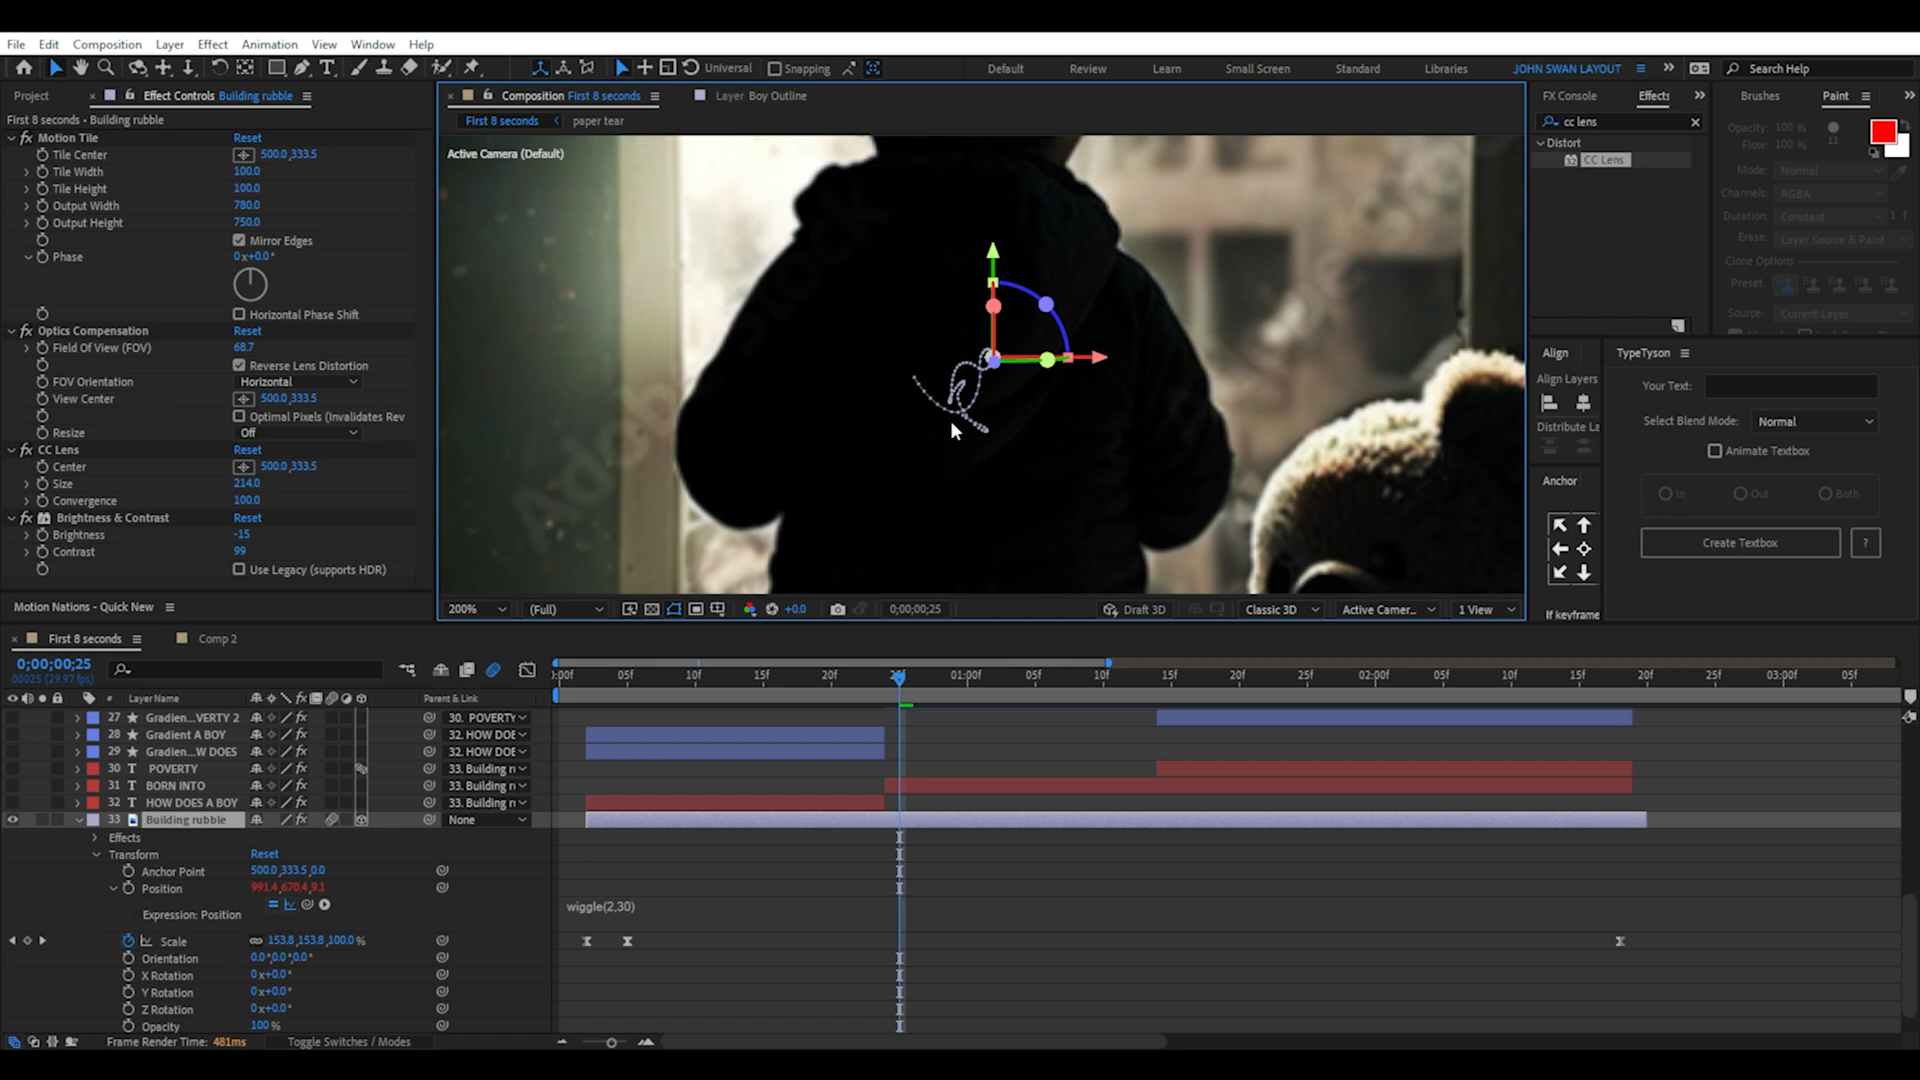 File Edit Composition Layer Effect Animation View Window Help
Universal Snapping Default Review Learn Small Screen Standard Libraries JOHN SWAN LAYOUT Search Help
Project Effect Controls Building rubble
First 8 seconds • Building rubble
fx Motion Tile Reset
Tile Center 500.0,333.5
Tile Width 100.0
Tile Height 100.0
Output Width 780.0
Output Height 750.0
Mirror Edges
Phase 0x+0.0°
Horizontal Phase Shift
fx Optics Compensation Reset
Field Of View (FOV) 68.7
Reverse Lens Distortion
FOV Orientation Horizontal
View Center 500.0,333.5
Optimal Pixels (Invalidates Rev
Resize Off
fx CC Lens Reset
Center 500.0,333.5
Size 214.0
Convergence 100.0
fx Brightness & Contrast Reset
Brightness -15
Contrast 99
Use Legacy (supports HDR)
Motion Nations - Quick New
Composition First 8 seconds Layer Boy Outline
First 8 seconds paper tear
Active Camera (Default)
200% (Full) +0.0 0;00;00;25 Draft 3D Classic 3D Active Camer... 1 View
FX Console Effects
cc lens
Distort
CC Lens
Brushes Paint
Opacity: 100 %
Flow: 100 %
13
Mode: Normal
Channels: RGBA
Duration: Constant 1 f
Erase: Layer Source & Paint
Clone Options
Preset:
Source: Current Layer
Align
Align Layers
Distribute La
Anchor
If keyframe
TypeTyson
Your Text:
Select Blend Mode: Normal
Animate Textbox
In Out Both
Create Textbox ?
First 8 seconds Comp 2
0;00;00;25
00025 (29.97 fps)
05f 10f 15f 20f 01:00f 05f 10f 15f 20f 25f 02:00f 05f 10f 15f 25f 03:00f 05f
# Layer Name fx Parent & Link
27 Gradien...VERTY 2 fx 30. POVERTY
28 Gradient A BOY fx 32. HOW DOE
29 Gradien...W DOES fx 32. HOW DOE
30 T POVERTY fx 33. Building r
31 T BORN INTO fx 33. Building r
32 T HOW DOES A BOY fx 33. Building r
33 Building rubble fx None
Effects
Transform Reset
Anchor Point 500.0,333.5,0.0
Position 991.4,670.4,9.1
Expression: Position wiggle(2,30)
Scale 153.8,153.8,100.0 %
Orientation 0.0°,0.0°,0.0°
X Rotation 0x+0.0°
Y Rotation 0x+0.0°
Z Rotation 0x+0.0°
Opacity 100 %
Frame Render Time: 481ms Toggle Switches / Modes